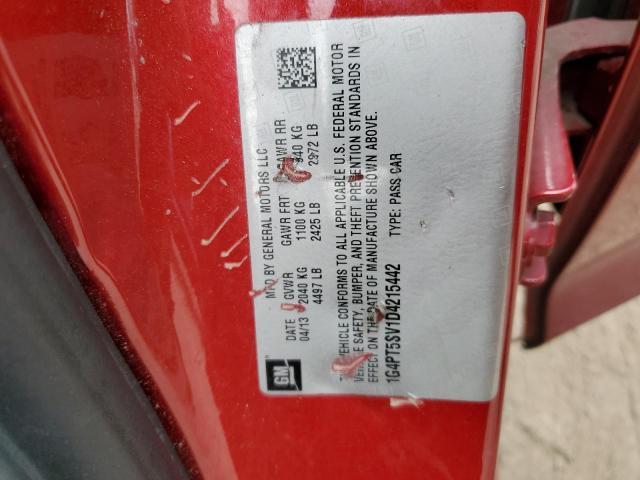 GM
MFD BY GENERAL MOTORS LLC
DATE GVWR GAWR FRT GAWR RR
04/13 2040 KG 1100 KG 940 KG
4497 LB 2425 LB 2072 LB
VEHICLE CONFORMS TO ALL APPLICABLE U.S. FEDERAL MOTOR
SAFETY, BUMPER, AND THEFT PREVENTION STANDARDS IN
EFFECT ON THE DATE OF MANUFACTURE SHOWN ABOVE.
1G4PT5SV1D4215442 TYPE: PASS CAR